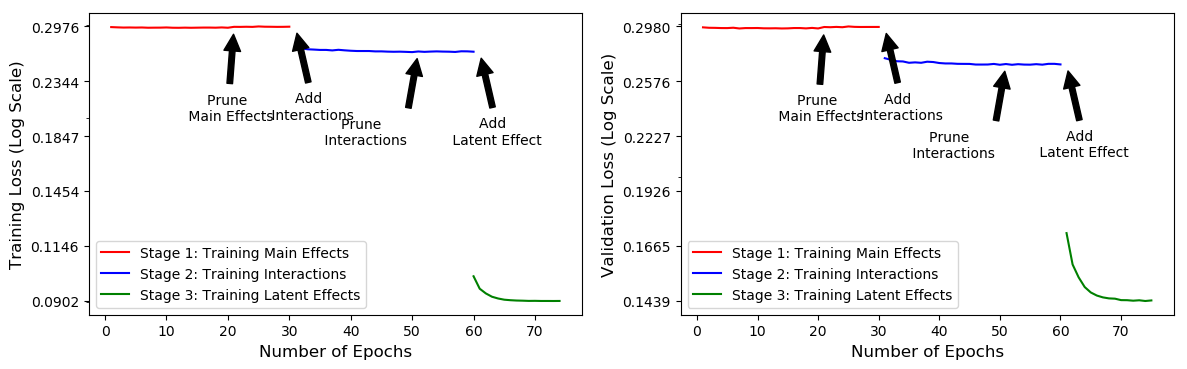 Training Loss (Log Scale)
0.2976
0.2344
0.1847
0.1454
0.1146
0.0902
Prune
Main Effects
Add
Interactions
Prune
Interactions
Add
Latent Effect
Stage 1: Training Main Effects
Stage 2: Training Interactions
Stage 3: Training Latent Effects
0 10 20 30 40 50 60 70
Number of Epochs
Validation Loss (Log Scale)
0.2980
0.2576
0.2227
0.1926
0.1665
0.1439
Prune
Main Effects
Add
Interactions
Prune
Interactions
Add
Latent Effect
Stage 1: Training Main Effects
Stage 2: Training Interactions
Stage 3: Training Latent Effects
0 10 20 30 40 50 60 70
Number of Epochs